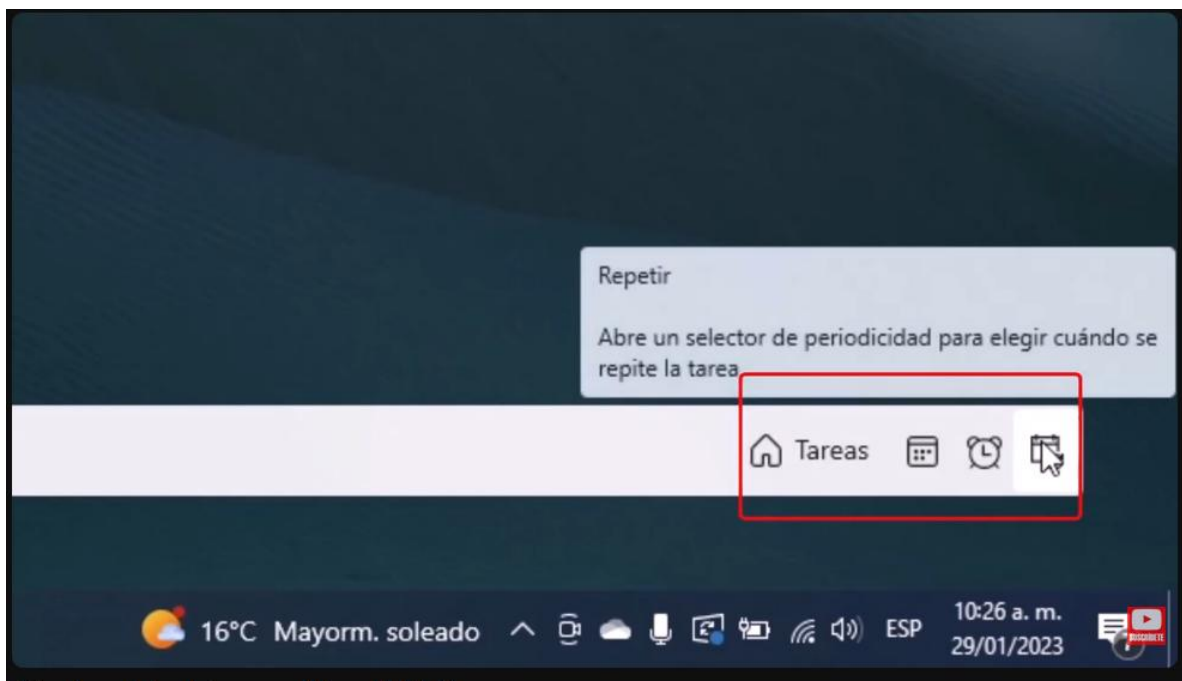 Repetir
Abre un selector de periodicidad para elegir cuándo se
repite la tarea
Tareas
16°C Mayorm. soleado
ESP
10:26 a. m.
29/01/2023